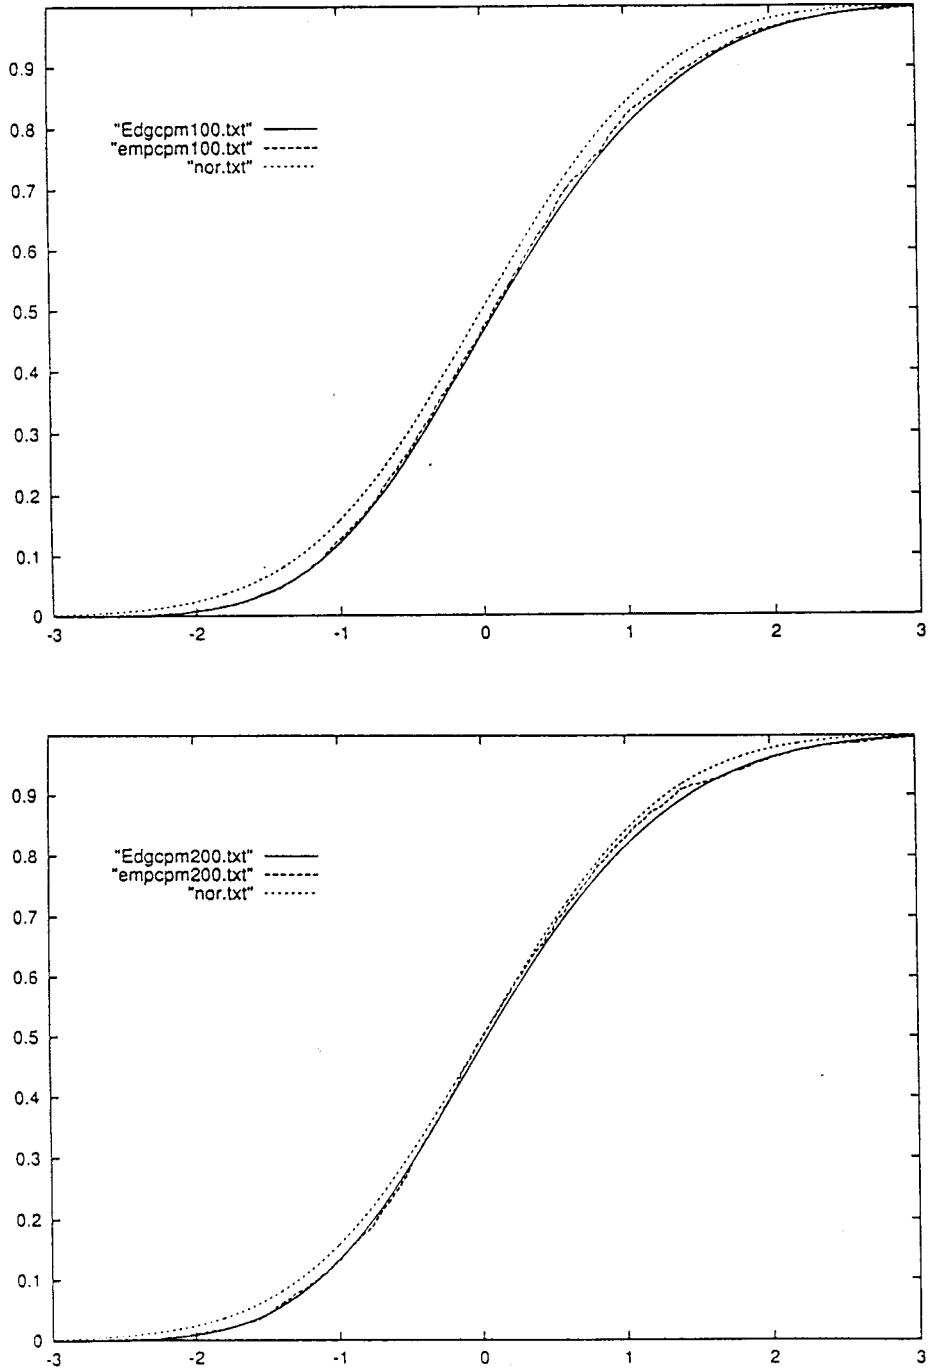 0.9
0.8
0.7
0.6
0.5
0.4
0.3
0.2
0.1
0
"Edgcpm100.txt"
"empcpm100.txt"
"nor.txt"
-3 -2 -1 0 1 2 3
0.9
0.8
0.7
0.6
0.5
0.4
0.3
0.2
0.1
0
"Edgcpm200.txt"
"empcpm200.txt"
"nor.txt"
-3 -2 -1 0 1 2 3